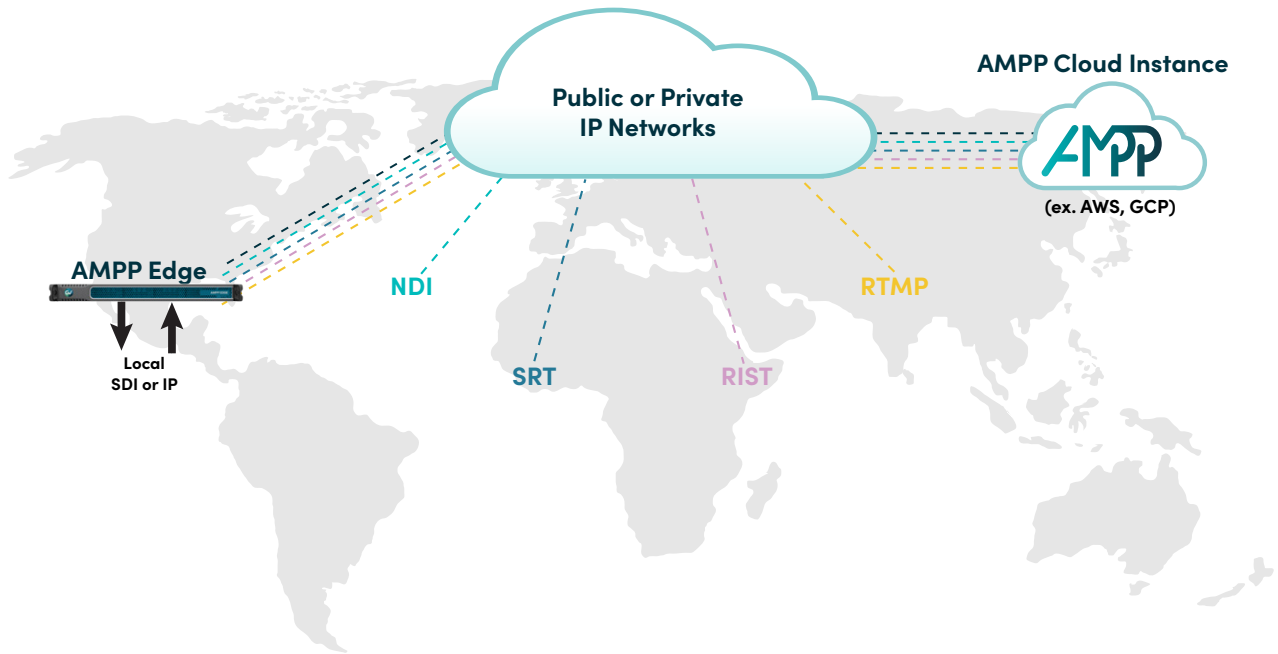 AMPP Cloud Instance
Public or Private
IP Networks
AMPP
(ex. AWS, GCP)
AMPP Edge
NDI
RTMP
Local
SDI or IP
SRT
RIST